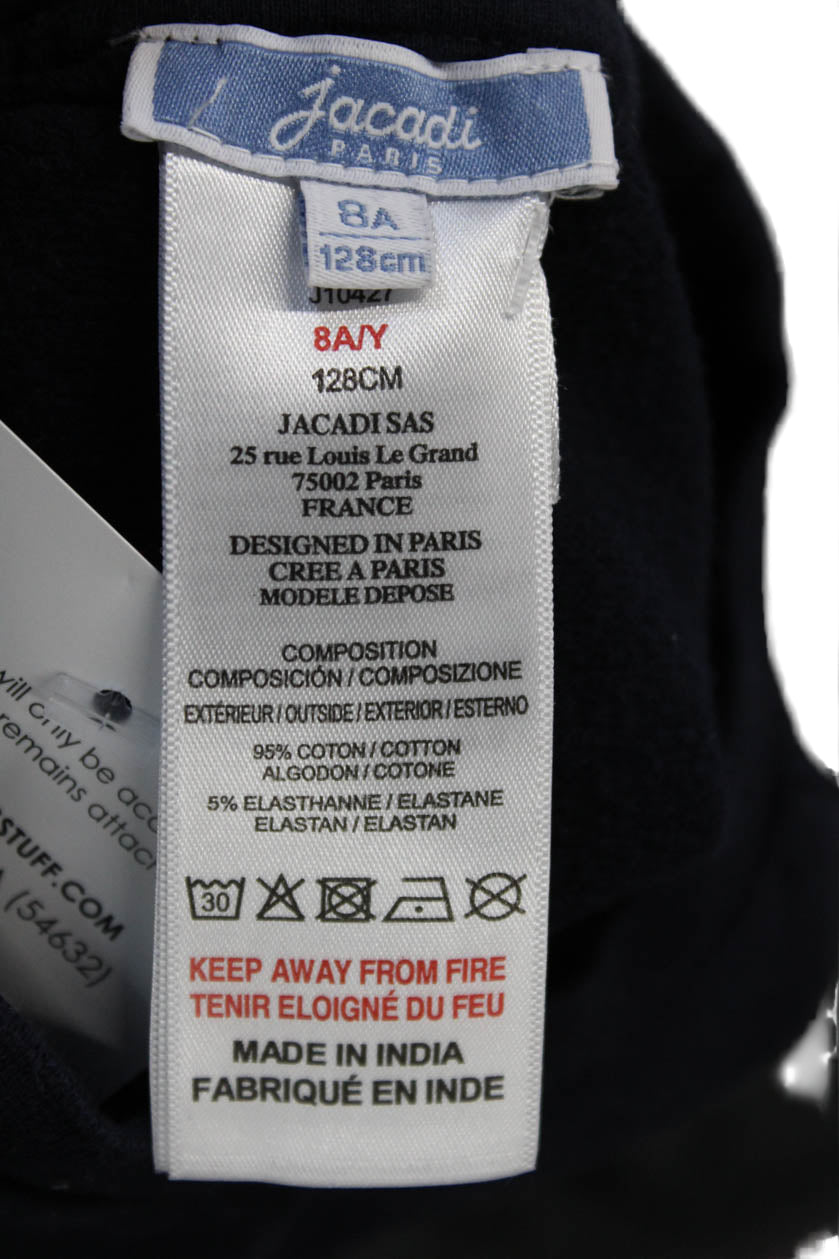 jacadi
PARIS
8A
128cm
J10427
8A/Y
128CM
JACADI SAS
25 rue Louis Le Grand
75002 Paris
FRANCE
DESIGNED IN PARIS
CREE A PARIS
MODELE DEPOSE
COMPOSITION
COMPOSICIÓN / COMPOSIZIONE
EXTÉRIEUR / OUTSIDE / EXTERIOR / ESTERNO
95% COTON / COTTON
ALGODON / COTONE
5% ELASTHANNE / ELASTANE
ELASTAN / ELASTAN
30
KEEP AWAY FROM FIRE
TENIR ELOIGNÉ DU FEU
MADE IN INDIA
FABRIQUÉ EN INDE
will only be
remains
STUFF.COM
(54632)